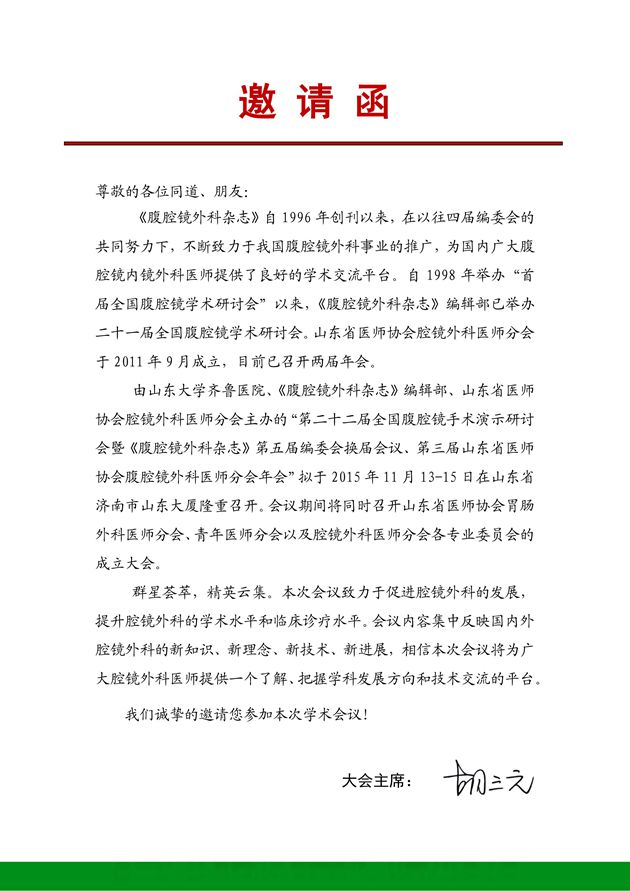 邀请函
尊敬的各位同道、朋友：
《腹腔镜外科杂志》自 1996 年创刊以来，在以往四届编委会的
共同努力下，不断致力于我国腹腔镜外科事业的推广，为国内广大腹
腔镜内镜外科医师提供了良好的学术交流平台。自 1998 年举办“首
届全国腹腔镜学术研讨会”以来，《腹腔镜外科杂志》编辑部已举办
二十一届全国腹腔镜学术研讨会。山东省医师协会腔镜外科医师分会
于 2011 年 9 月成立，目前已召开两届年会。
由山东大学齐鲁医院、《腹腔镜外科杂志》编辑部、山东省医师
协会腔镜外科医师分会主办的“第二十二届全国腹腔镜手术演示研讨
会暨《腹腔镜外科杂志》第五届编委会换届会议、第三届山东省医师
协会腹腔镜外科医师分会年会”拟于 2015 年 11 月 13-15 日在山东省
济南市山东大厦隆重召开。会议期间将同时召开山东省医师协会胃肠
外科医师分会、青年医师分会以及腔镜外科医师分会各专业委员会的
成立大会。
群星荟萃，精英云集。本次会议致力于促进腔镜外科的发展，
提升腔镜外科的学术水平和临床诊疗水平。会议内容集中反映国内外
腔镜外科的新知识、新理念、新技术、新进展，相信本次会议将为广
大腔镜外科医师提供一个了解、把握学科发展方向和技术交流的平台。
我们诚挚的邀请您参加本次学术会议！
大会主席： 胡三元